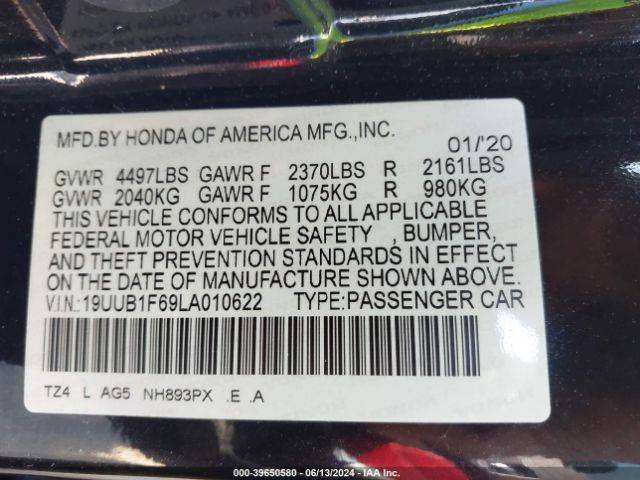 MFD.BY HONDA OF AMERICA MFG.,INC. 01/'20
GVWR 4497LBS GAWR F 2370LBS R 2161LBS
GVWR 2040KG GAWR F 1075KG R 980KG
THIS VEHICLE CONFORMS TO ALL APPLICABLE
FEDERAL MOTOR VEHICLE SAFETY , BUMPER,
AND THEFT PREVENTION STANDARDS IN EFFECT
ON THE DATE OF MANUFACTURE SHOWN ABOVE.
V.I.N.:19UUB1F69LA010622 TYPE:PASSENGER CAR
TZ4 L AG5 NH893PX .E .A
000-39650580 - 06/13/2024 - IAA Inc.